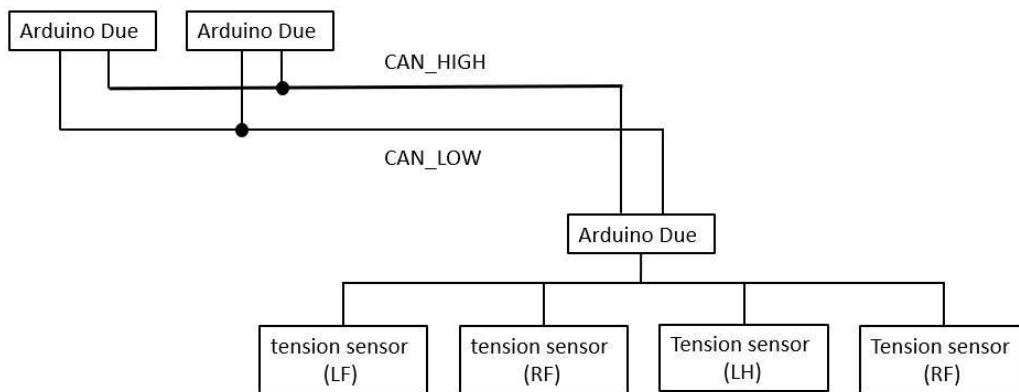 Arduino Due
Arduino Due
CAN_HIGH
CAN_LOW
Arduino Due
tension sensor
(LF)
tension sensor
(RF)
Tension sensor
(LH)
Tension sensor
(RF)